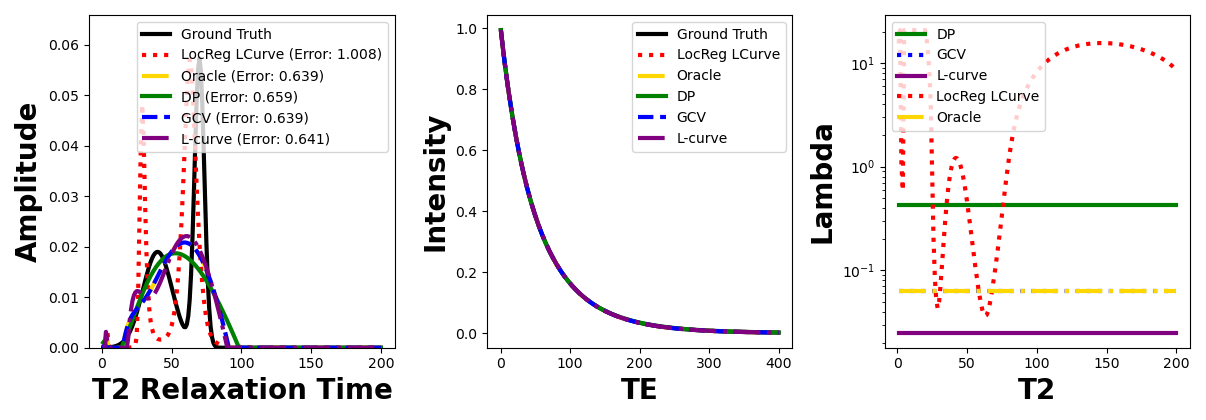 Amplitude
0.06
0.05
0.04
0.03
0.02
0.01
0.00
0
50
100
150
200
T2 Relaxation Time
Ground Truth
LocReg LCurve (Error: 1.008)
Oracle (Error: 0.639)
DP (Error: 0.659)
GCV (Error: 0.639)
L-curve (Error: 0.641)
Intensity
1.0
0.8
0.6
0.4
0.2
0.0
0
100
200
300
400
TE
Ground Truth
LocReg LCurve
Oracle
DP
GCV
L-curve
Lambda
10¹
10⁰
10⁻¹
0
50
100
150
200
T2
DP
GCV
L-curve
LocReg LCurve
Oracle